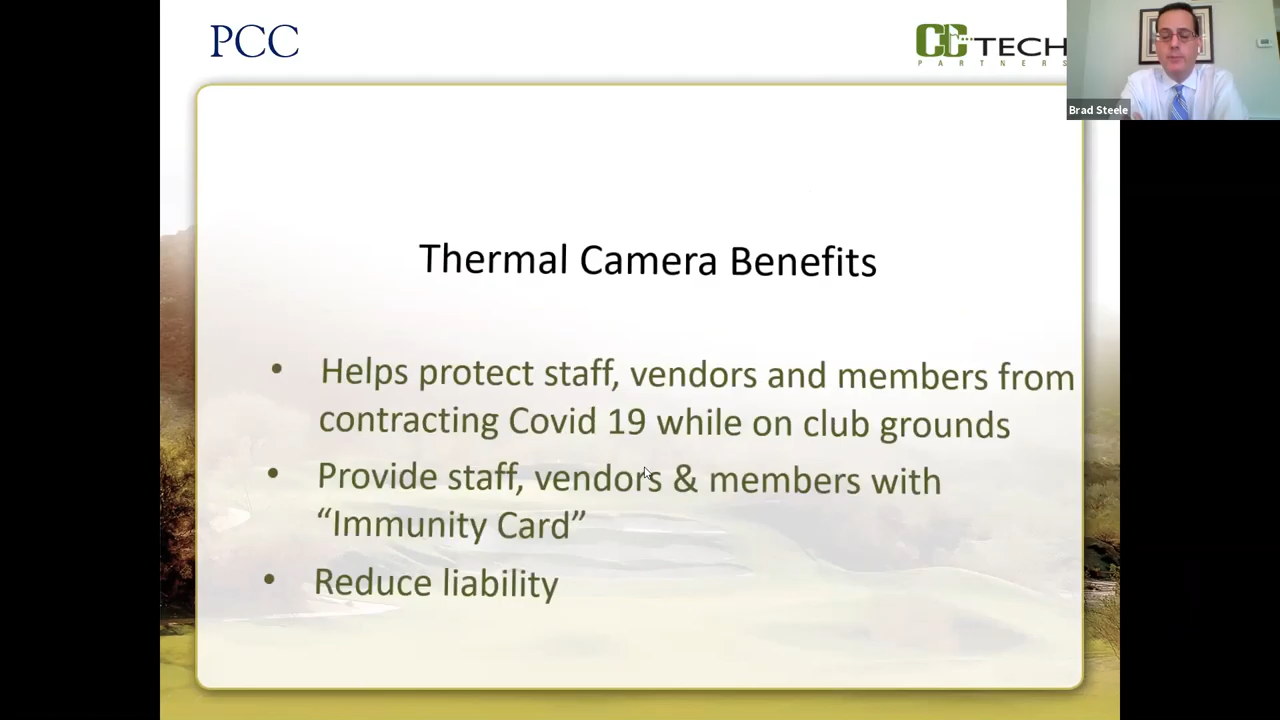 PCC
CC TECH
PARTNERS
Brad Steele
Thermal Camera Benefits
• Helps protect staff, vendors and members from
contracting Covid 19 while on club grounds
• Provide staff, vendors & members with
“Immunity Card”
• Reduce liability